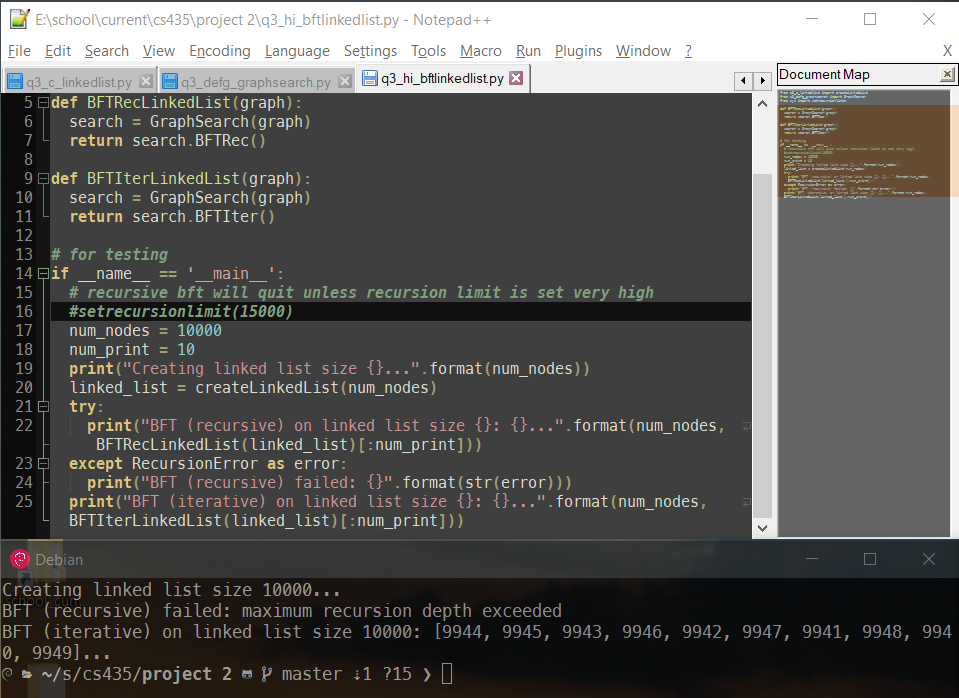 E:\school\current\cs435\project 2\q3_hi_bftlinkedlist.py - Notepad++
File Edit Search View Encoding Language Settings Tools Macro Run Plugins Window ? X
q3_c_linkedlist.py q3_defg_graphsearch.py q3_hi_bftlinkedlist.py
Document Map
5 def BFTRecLinkedList(graph):
6 search = GraphSearch(graph)
7 return search.BFTRec()
8
9 def BFTIterLinkedList(graph):
10 search = GraphSearch(graph)
11 return search.BFTIter()
12
13 # for testing
14 if __name__ == '__main__':
15 # recursive bft will quit unless recursion limit is set very high
16 #setrecursionlimit(15000)
17 num_nodes = 10000
18 num_print = 10
19 print("Creating linked list size {}...".format(num_nodes))
20 linked_list = createLinkedList(num_nodes)
21 try:
22 print("BFT (recursive) on linked list size {}: {}...".format(num_nodes,
BFTRecLinkedList(linked_list)[:num_print]))
23 except RecursionError as error:
24 print("BFT (recursive) failed: {}".format(str(error)))
25 print("BFT (iterative) on linked list size {}: {}...".format(num_nodes,
BFTIterLinkedList(linked_list)[:num_print]))
Debian
Creating linked list size 10000...
BFT (recursive) failed: maximum recursion depth exceeded
BFT (iterative) on linked list size 10000: [9944, 9945, 9943, 9946, 9942, 9947, 9941, 9948, 994
0, 9949]...
~/s/cs435/project 2 master ↓1 ?15 ❯